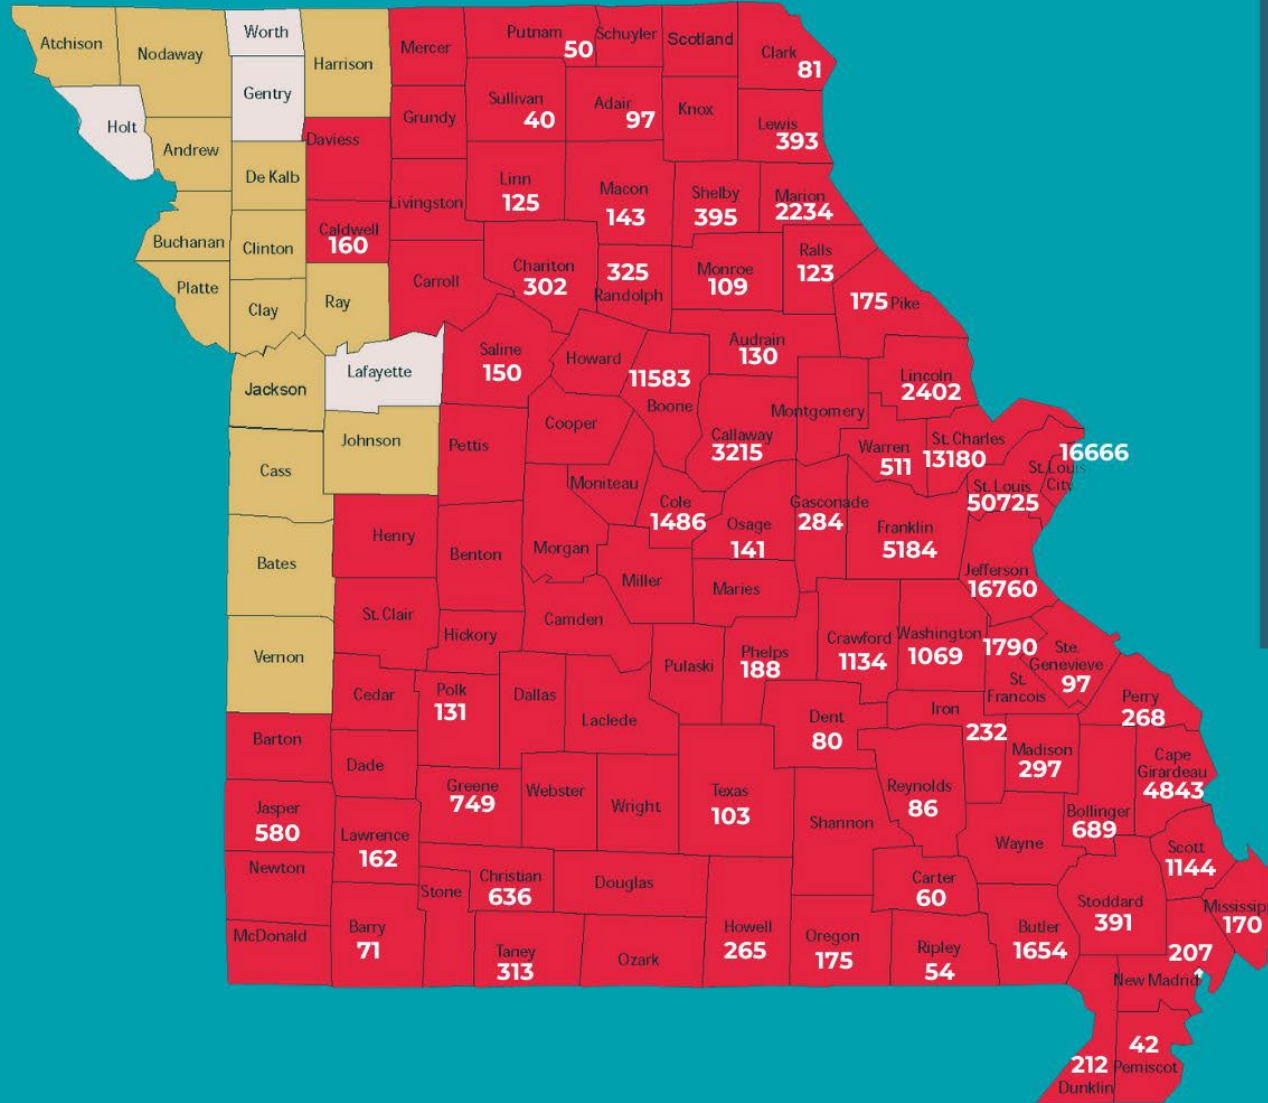 Atchison
Nodaway
Worth
Harrison
Mercer
Putnam
50
Schuyler
Scotland
Clark
81
Gentry
Holt
Andrew
De Kalb
Daviess
Grundy
Sullivan
40
Adair
97
Knox
Lewis
393
Livingston
Linn
125
Macon
143
Shelby
395
Marion
2234
Buchanan
Clinton
Caldwell
160
Carroll
Chariton
302
325
Randolph
Monroe
109
Ralls
123
175 Pike
Platte
Clay
Ray
Lafayette
Saline
150
Howard
11583
Boone
Audrain
130
Lincoln
2402
Jackson
Johnson
Pettis
Cooper
Callaway
3215
Montgomery
Warren
511
St. Charles
13180
16666
St. Louis
City
St. Louis
50725
Cass
Moniteau
Cole
1486
Osage
141
Gasconade
284
Franklin
5184
Jefferson
16760
Bates
Henry
Benton
Morgan
Miller
Maries
Vernon
St. Clair
Hickory
Camden
Pulaski
Phelps
188
Crawford
1134
Washington
1069
1790
St.
Francois
Ste.
Genevieve
97
Perry
268
Cedar
Polk
131
Dallas
Laclede
Dent
80
Iron
232
Madison
297
Cape
Girardeau
4843
Barton
Dade
Greene
749
Webster
Wright
Texas
103
Shannon
Reynolds
86
Wayne
Bollinger
689
Scott
1144
Jasper
580
Lawrence
162
Newton
Stone
Christian
636
Douglas
Carter
60
Stoddard
391
Mississip
170
McDonald
Barry
71
Taney
313
Ozark
Howell
265
Oregon
175
Ripley
54
Butler
1654
207
New Madrid
42
Pemiscot
212
Dunklin